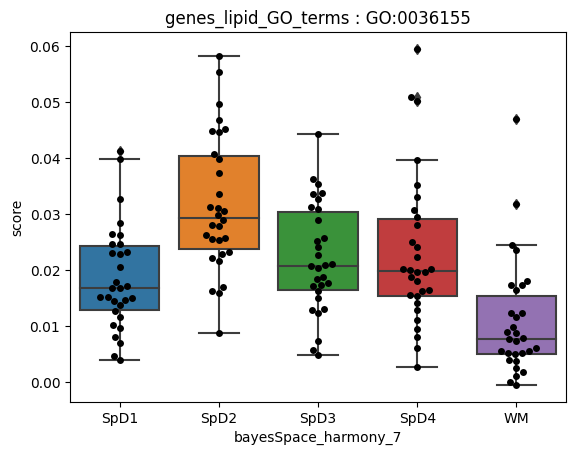 genes_lipid_GO_terms : GO:0036155
0.06
0.05
0.04
0.03
0.02
0.01
0.00
score
SpD1 SpD2 SpD3 SpD4 WM
bayesSpace_harmony_7